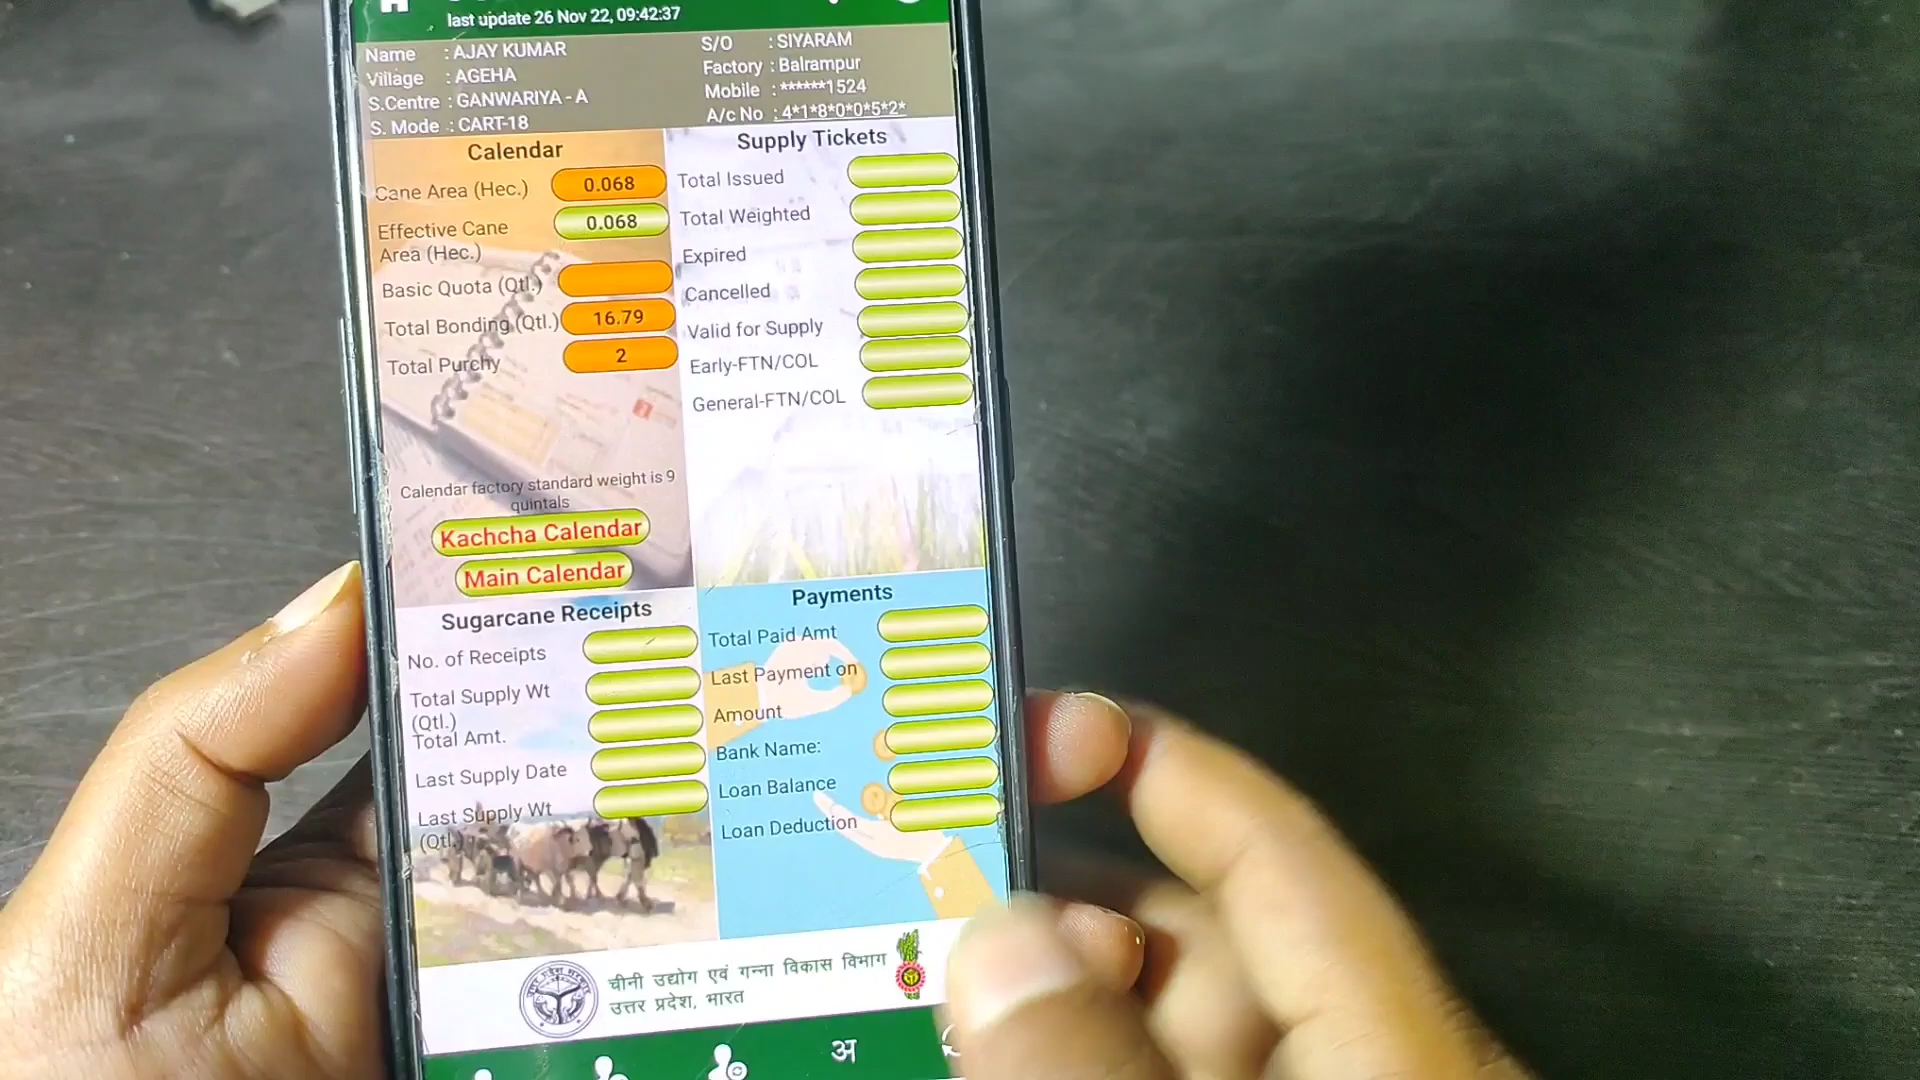 last update 26 Nov 22, 09:42:37
Name : AJAY KUMAR
S/O : SIYARAM
Village : AGEHA
Factory : Balrampur
S.Centre : GANWARIYA - A
Mobile : ******1524
S. Mode : CART-18
A/c No : 4*1*8*0*0*5*2*
Calendar
Cane Area (Hec.) 0.068
Effective Cane 0.068
Area (Hec.)
Basic Quota (Qtl.)
Total Bonding (Qtl.) 16.79
Total Purchy 2
Calendar factory standard weight is 9
quintals
Kachcha Calendar
Main Calendar
Supply Tickets
Total Issued
Total Weighted
Expired
Cancelled
Valid for Supply
Early-FTN/COL
General-FTN/COL
Sugarcane Receipts
No. of Receipts
Total Supply Wt
(Qtl.)
Total Amt.
Last Supply Date
Last Supply Wt
(Qtl.)
Payments
Total Paid Amt
Last Payment on
Amount
Bank Name:
Loan Balance
Loan Deduction
चीनी उद्योग एवं गन्ना विकास विभाग
उत्तर प्रदेश, भारत
अ